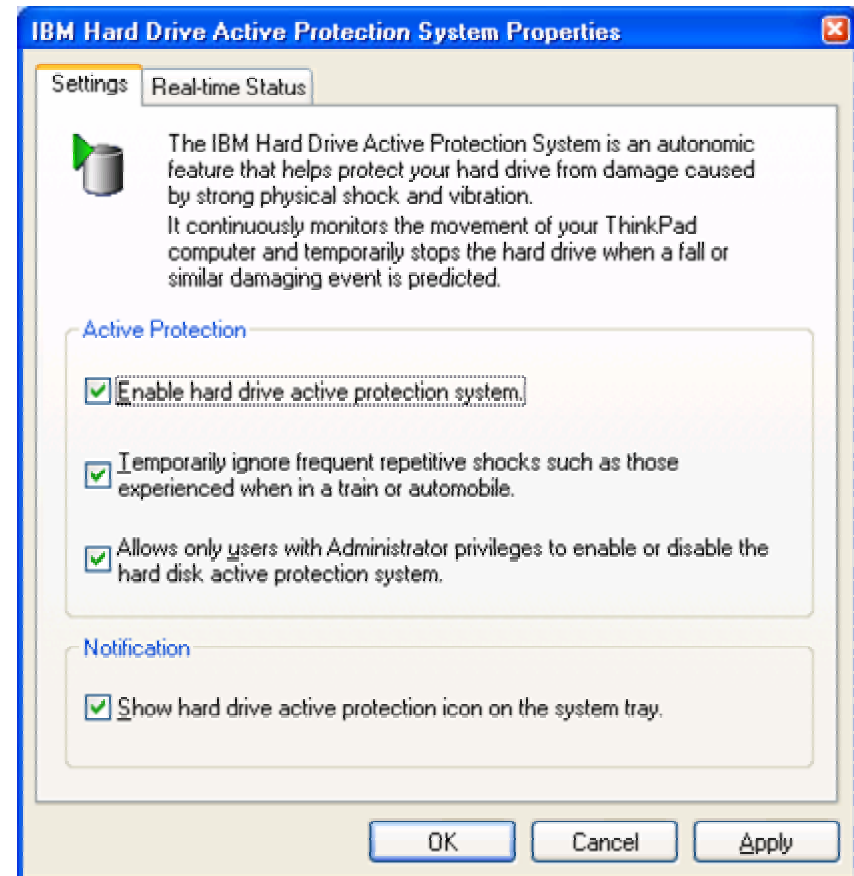 IBM Hard Drive Active Protection System Properties
Settings
Real-time Status
The IBM Hard Drive Active Protection System is an autonomic
feature that helps protect your hard drive from damage caused
by strong physical shock and vibration.
It continuously monitors the movement of your ThinkPad
computer and temporarily stops the hard drive when a fall or
similar damaging event is predicted.
Active Protection
Enable hard drive active protection system.
Temporarily ignore frequent repetitive shocks such as those
experienced when in a train or automobile.
Allows only users with Administrator privileges to enable or disable the
hard disk active protection system.
Notification
Show hard drive active protection icon on the system tray.
OK
Cancel
Apply